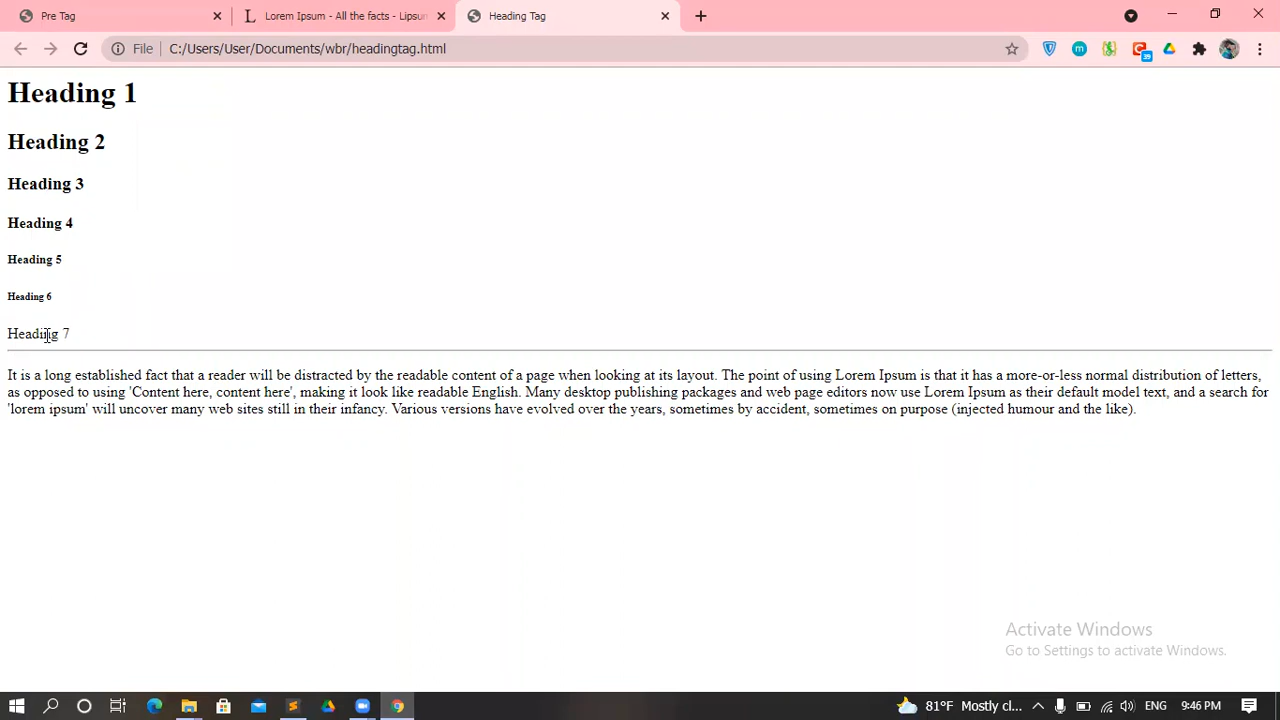 Pre Tag
Lorem Ipsum - All the facts - Lipsu
Heading Tag
File
C:/Users/User/Documents/wbr/headingtag.html
39
Heading 1
Heading 2
Heading 3
Heading 4
Heading 5
Heading 6
Heading 7
It is a long established fact that a reader will be distracted by the readable content of a page when looking at its layout. The point of using Lorem Ipsum is that it has a more-or-less normal distribution of letters,
as opposed to using 'Content here, content here', making it look like readable English. Many desktop publishing packages and web page editors now use Lorem Ipsum as their default model text, and a search for
'lorem ipsum' will uncover many web sites still in their infancy. Various versions have evolved over the years, sometimes by accident, sometimes on purpose (injected humour and the like).
Activate Windows
Go to Settings to activate Windows.
81°F Mostly cl...
ENG
9:46 PM